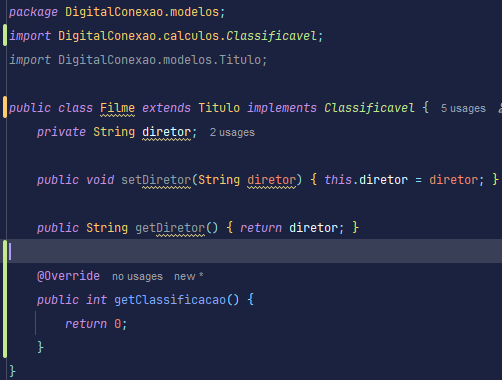 package DigitalConexao.modelos;
import DigitalConexao.calculos.Classificavel;
import DigitalConexao.modelos.Titulo;
public class Filme extends Titulo implements Classificavel { 5 usages
private String diretor; 2 usages
public void setDiretor(String diretor) { this.diretor = diretor; }
public String getDiretor() { return diretor; }
@Override no usages new *
public int getClassificacao() {
return 0;
}
}